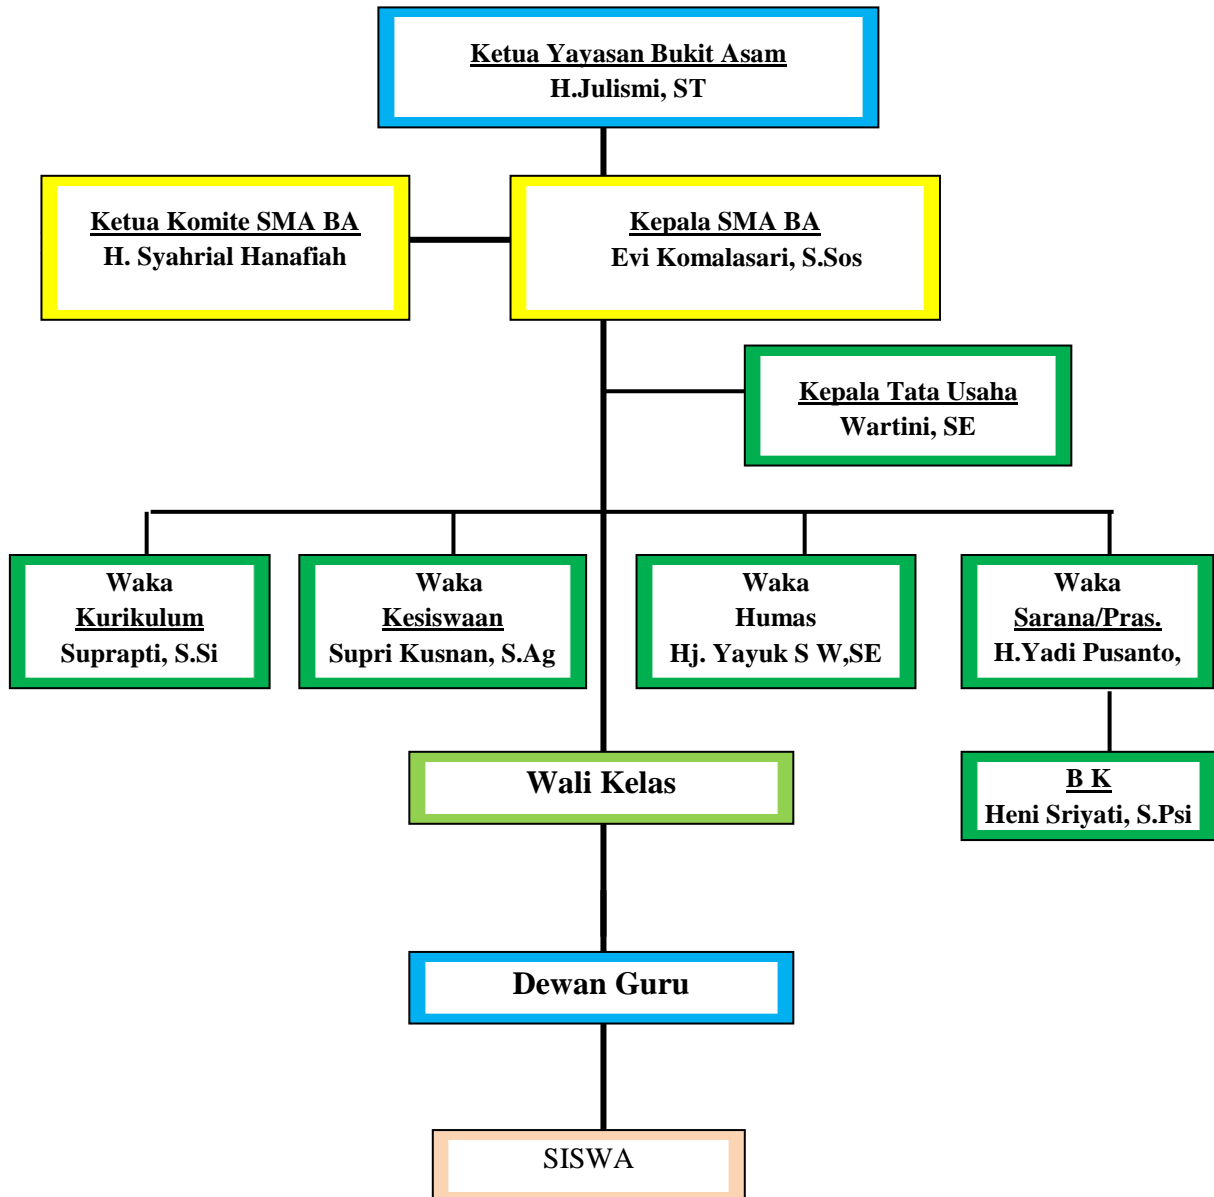 Ketua Yayasan Bukit Asam
H.Julismi, ST
Ketua Komite SMA BA
H. Syahrial Hanafiah
Kepala SMA BA
Evi Komalasari, S.Sos
Kepala Tata Usaha
Wartini, SE
Waka
Kurikulum
Suprapti, S.Si
Waka
Kesiswaan
Supri Kusnan, S.Ag
Waka
Humas
Hj. Yayuk S W,SE
Waka
Sarana/Pras.
H.Yadi Pusanto,
Wali Kelas
B K
Heni Sriyati, S.Psi
Dewan Guru
SISWA